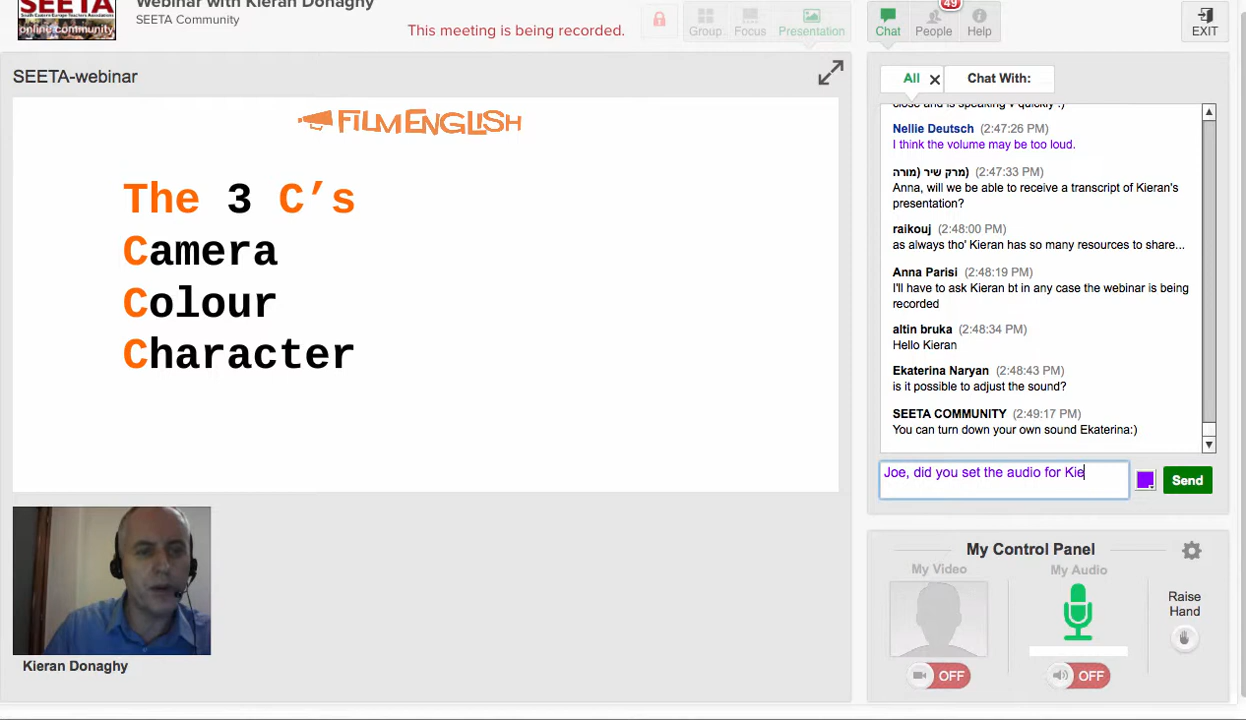 SEETA
online.community
Webinar with Kieran Donaghy
SEETA Community
This meeting is being recorded.
Group
Focus
Presentation
Chat
49
People
Help
EXIT
SEETA-webinar
FILMENGLISH
The 3 C's
Camera
Colour
Character
Kieran Donaghy
All
Chat With:
close and is speaking v quickly :)
Nellie Deutsch (2:47:26 PM)
I think the volume may be too loud.
מרק שיר (מורה) (2:47:33 PM)
Anna, will we be able to receive a transcript of Kieran's
presentation?
raikouj (2:48:00 PM)
as always tho' Kieran has so many resources to share...
Anna Parisi (2:48:19 PM)
I'll have to ask Kieran bt in any case the webinar is being
recorded
altin bruka (2:48:34 PM)
Hello Kieran
Ekaterina Naryan (2:48:43 PM)
is it possible to adjust the sound?
SEETA COMMUNITY (2:49:17 PM)
You can turn down your own sound Ekaterina:)
Joe, did you set the audio for Kie
Send
My Control Panel
My Video
My Audio
Raise
Hand
OFF
OFF